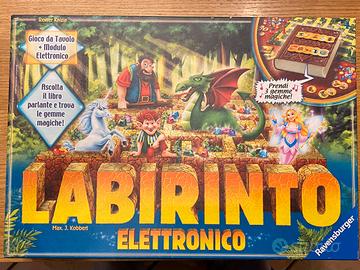 Gioco da Tavolo
+ Modulo
Elettronico
Ascolta
il libro
parlante e trova
le gemme
magiche!
Prendi
3 gemme
magiche!
LABIRINTO
Max. J. Kobbert
ELETTRONICO
Ravensburger